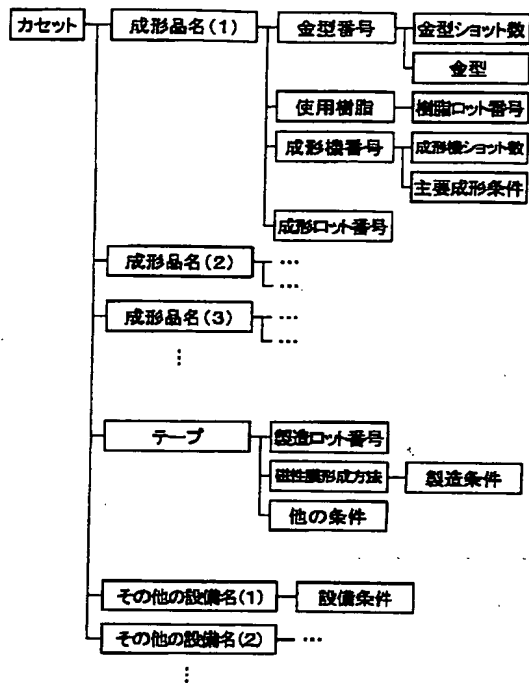 カセット
成形品名(1)
金型番号
金型ショット数
金型
使用樹脂
樹脂ロット番号
成形機番号
成形機ショット数
主要成形条件
成形ロット番号
成形品名(2)
…
…
成形品名(3)
…
…
⋮
テープ
製造ロット番号
磁性膜形成方法
製造条件
他の条件
その他の設備名(1)
設備条件
その他の設備名(2)
…
⋮